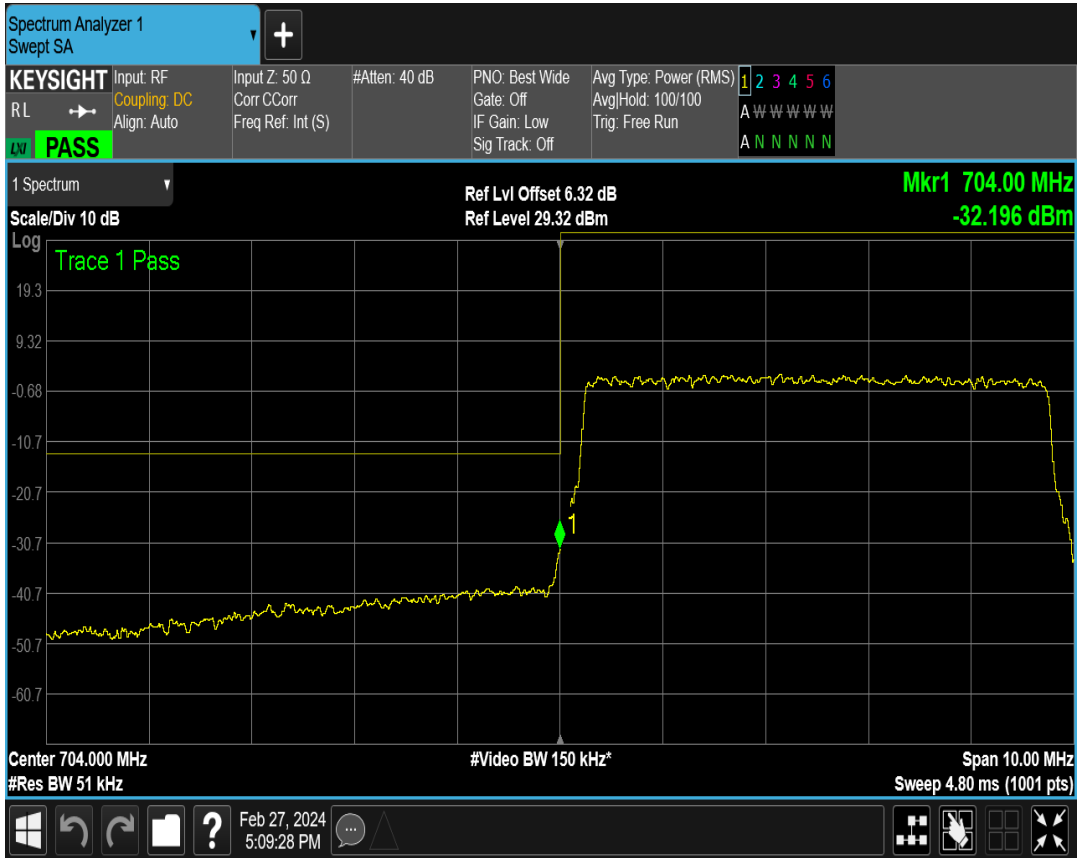 Spectrum Analyzer 1
Swept SA
+
KEYSIGHT
RL
LXI PASS
Input: RF
Coupling: DC
Align: Auto
Input Z: 50 Ω
Corr CCorr
Freq Ref: Int (S)
#Atten: 40 dB
PNO: Best Wide
Gate: Off
IF Gain: Low
Sig Track: Off
Avg Type: Power (RMS)
Avg|Hold: 100/100
Trig: Free Run
1 2 3 4 5 6
A W W W W W
A N N N N N
1 Spectrum
Scale/Div 10 dB
Ref Lvl Offset 6.32 dB
Ref Level 29.32 dBm
Mkr1 704.00 MHz
-32.196 dBm
Log
Trace 1 Pass
19.3
9.32
-0.68
-10.7
-20.7
1
-30.7
-40.7
-50.7
-60.7
Center 704.000 MHz
#Video BW 150 kHz*
Span 10.00 MHz
#Res BW 51 kHz
Sweep 4.80 ms (1001 pts)
?
Feb 27, 2024
5:09:28 PM